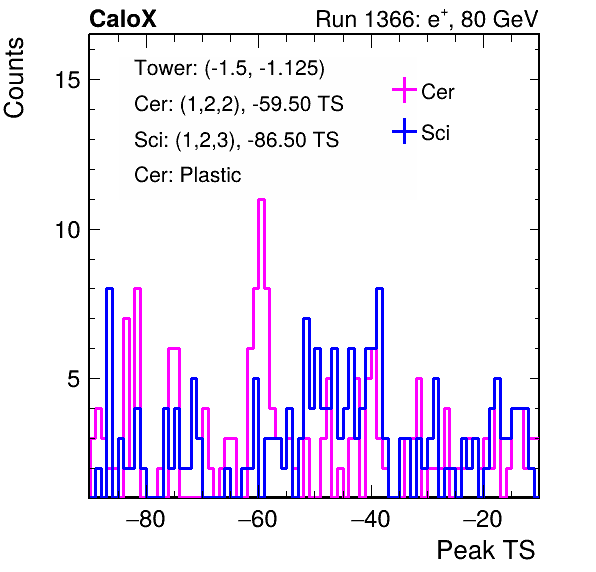 CaloX Run 1366: e⁺, 80 GeV
Counts
Tower: (-1.5, -1.125)
Cer: (1,2,2), -59.50 TS
Sci: (1,2,3), -86.50 TS
Cer: Plastic
Cer
Sci
15
10
5
−80 −60 −40 −20
Peak TS